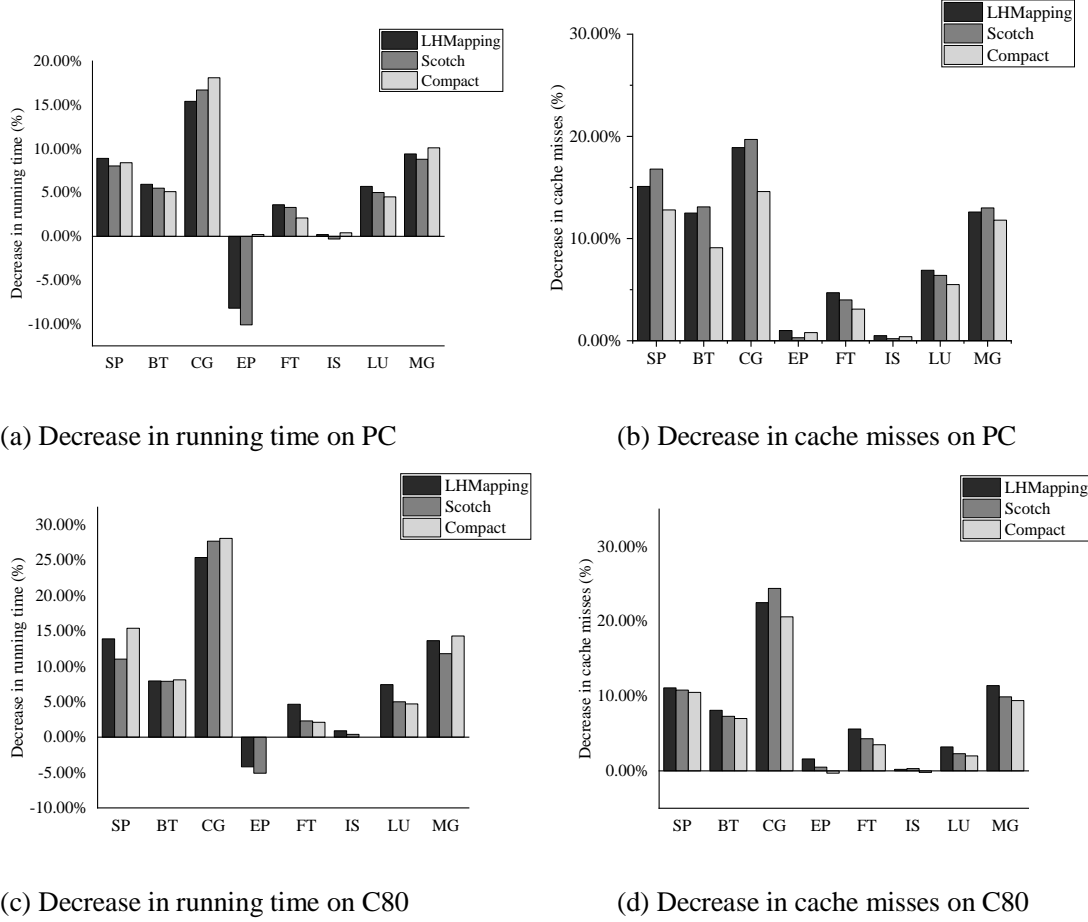 LHMapping
Scotch
Compact
20.00%
15.00%
10.00%
5.00%
0.00%
-5.00%
-10.00%
Decrease in running time (%)
SP BT CG EP FT IS LU MG
(a) Decrease in running time on PC
LHMapping
Scotch
Compact
30.00%
20.00%
10.00%
0.00%
Decrease in cache misses (%)
SP BT CG EP FT IS LU MG
(b) Decrease in cache misses on PC
LHMapping
Scotch
Compact
30.00%
25.00%
20.00%
15.00%
10.00%
5.00%
0.00%
-5.00%
-10.00%
Decrease in running time (%)
SP BT CG EP FT IS LU MG
(c) Decrease in running time on C80
LHMapping
Scotch
Compact
30.00%
20.00%
10.00%
0.00%
Decrease in cache misses (%)
SP BT CG EP FT IS LU MG
(d) Decrease in cache misses on C80